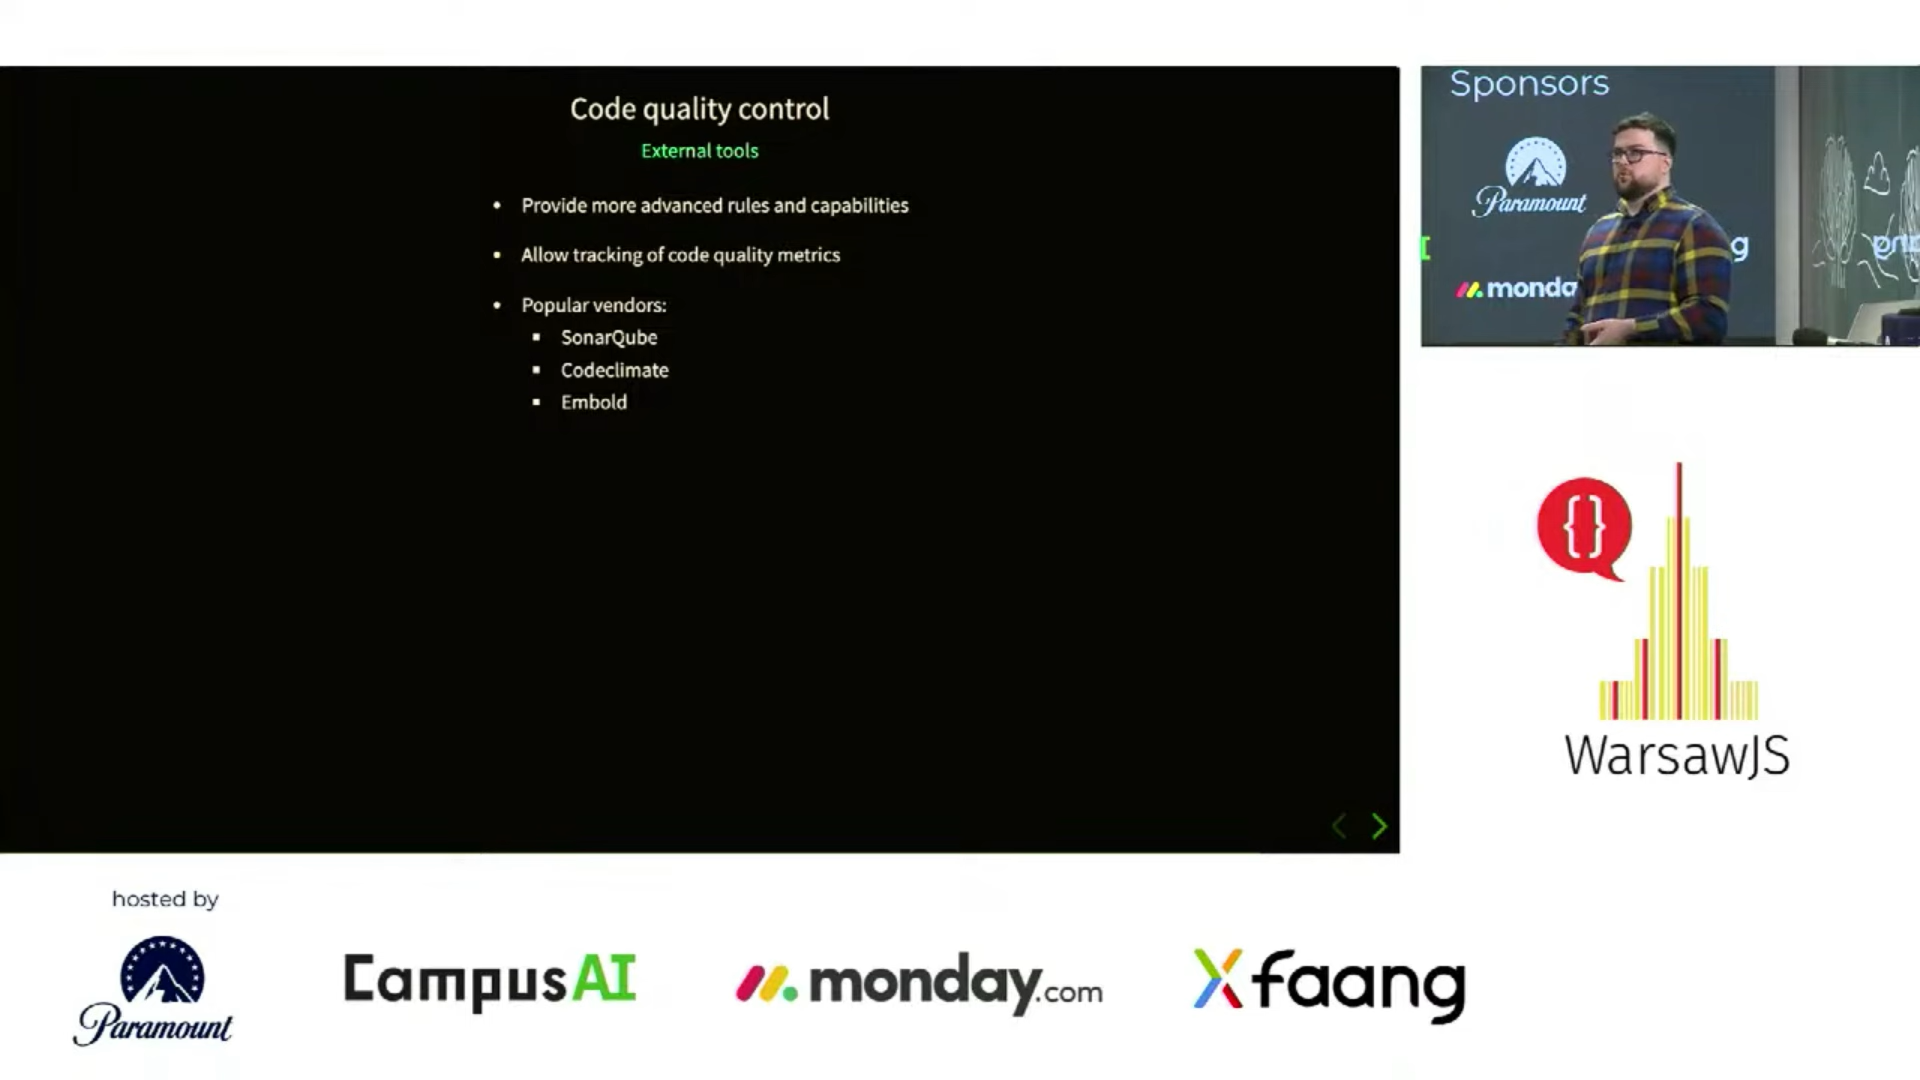 Code quality control
External tools
• Provide more advanced rules and capabilities
• Allow tracking of code quality metrics
• Popular vendors:
▪ SonarQube
▪ Codeclimate
▪ Embold
Sponsors
Paramount
g
monda
{}
WarsawJS
hosted by
Paramount
CampusAI
monday.com
Xfaang